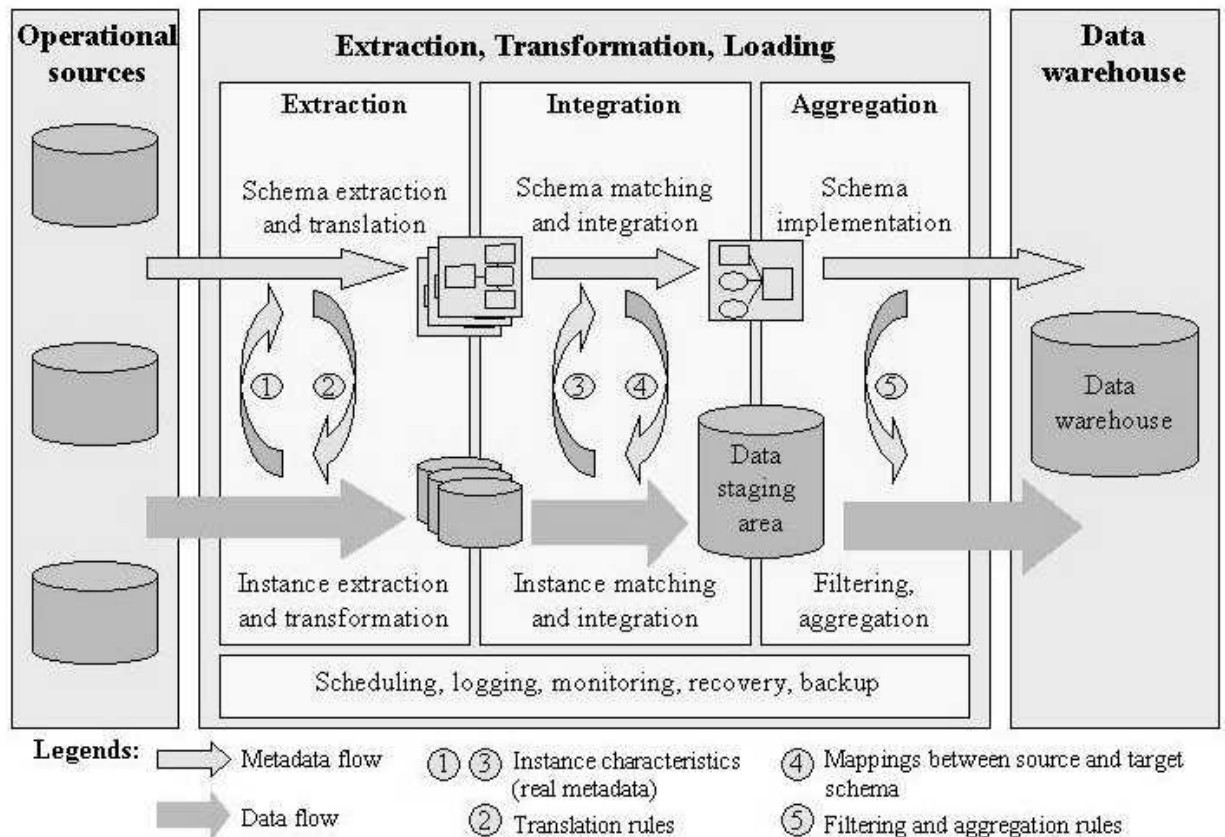 Operational
sources
Extraction, Transformation, Loading
Data
warehouse
Extraction
Integration
Aggregation
Schema extraction
and translation
Schema matching
and integration
Schema
implementation
1
2
3
4
5
Data
warehouse
Data
staging
area
Instance extraction
and transformation
Instance matching
and integration
Filtering,
aggregation
Scheduling, logging, monitoring, recovery, backup
Legends:
Metadata flow
Data flow
1 3 Instance characteristics
(real metadata)
2 Translation rules
4 Mappings between source and target
schema
5 Filtering and aggregation rules